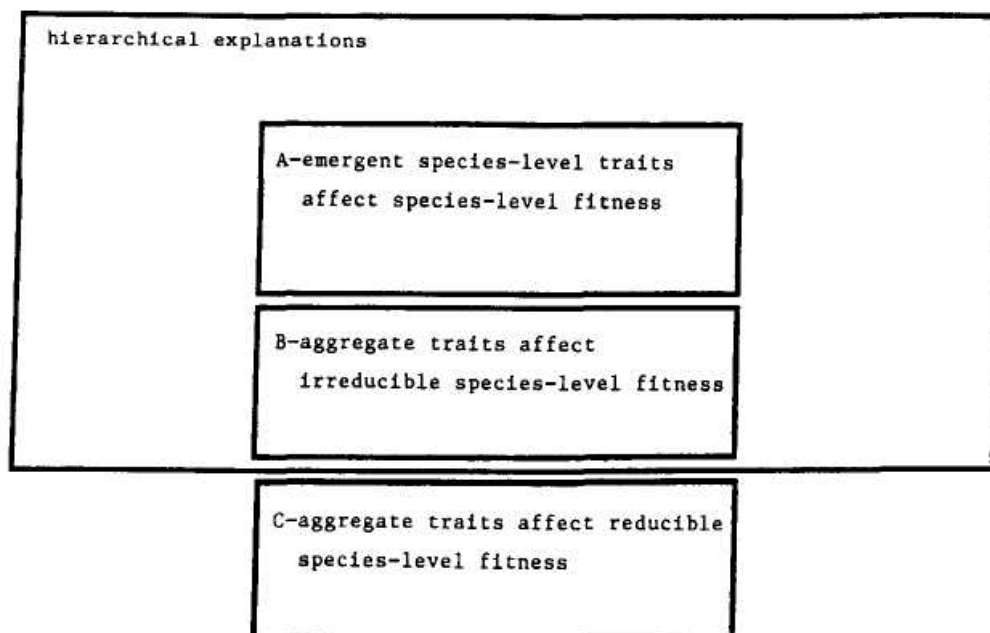 hierarchical explanations
A-emergent species-level traits
affect species-level fitness
B-aggregate traits affect
irreducible species-level fitness
C-aggregate traits affect reducible
species-level fitness